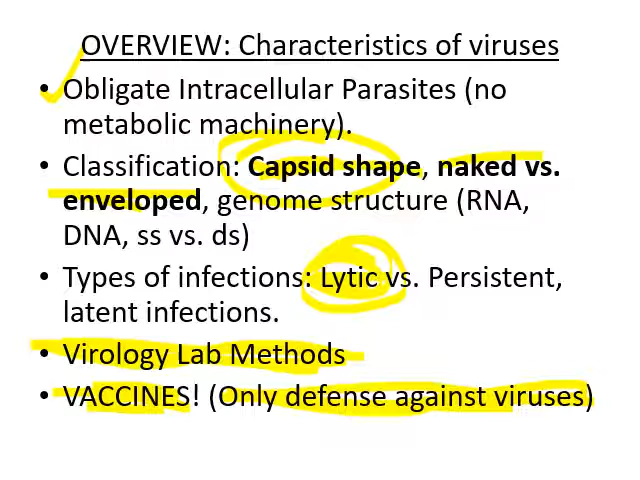 OVERVIEW: Characteristics of viruses
• Obligate Intracellular Parasites (no
metabolic machinery).
• Classification: Capsid shape, naked vs.
enveloped, genome structure (RNA,
DNA, ss vs. ds)
• Types of infections: Lytic vs. Persistent,
latent infections.
• Virology Lab Methods
• VACCINES! (Only defense against viruses)